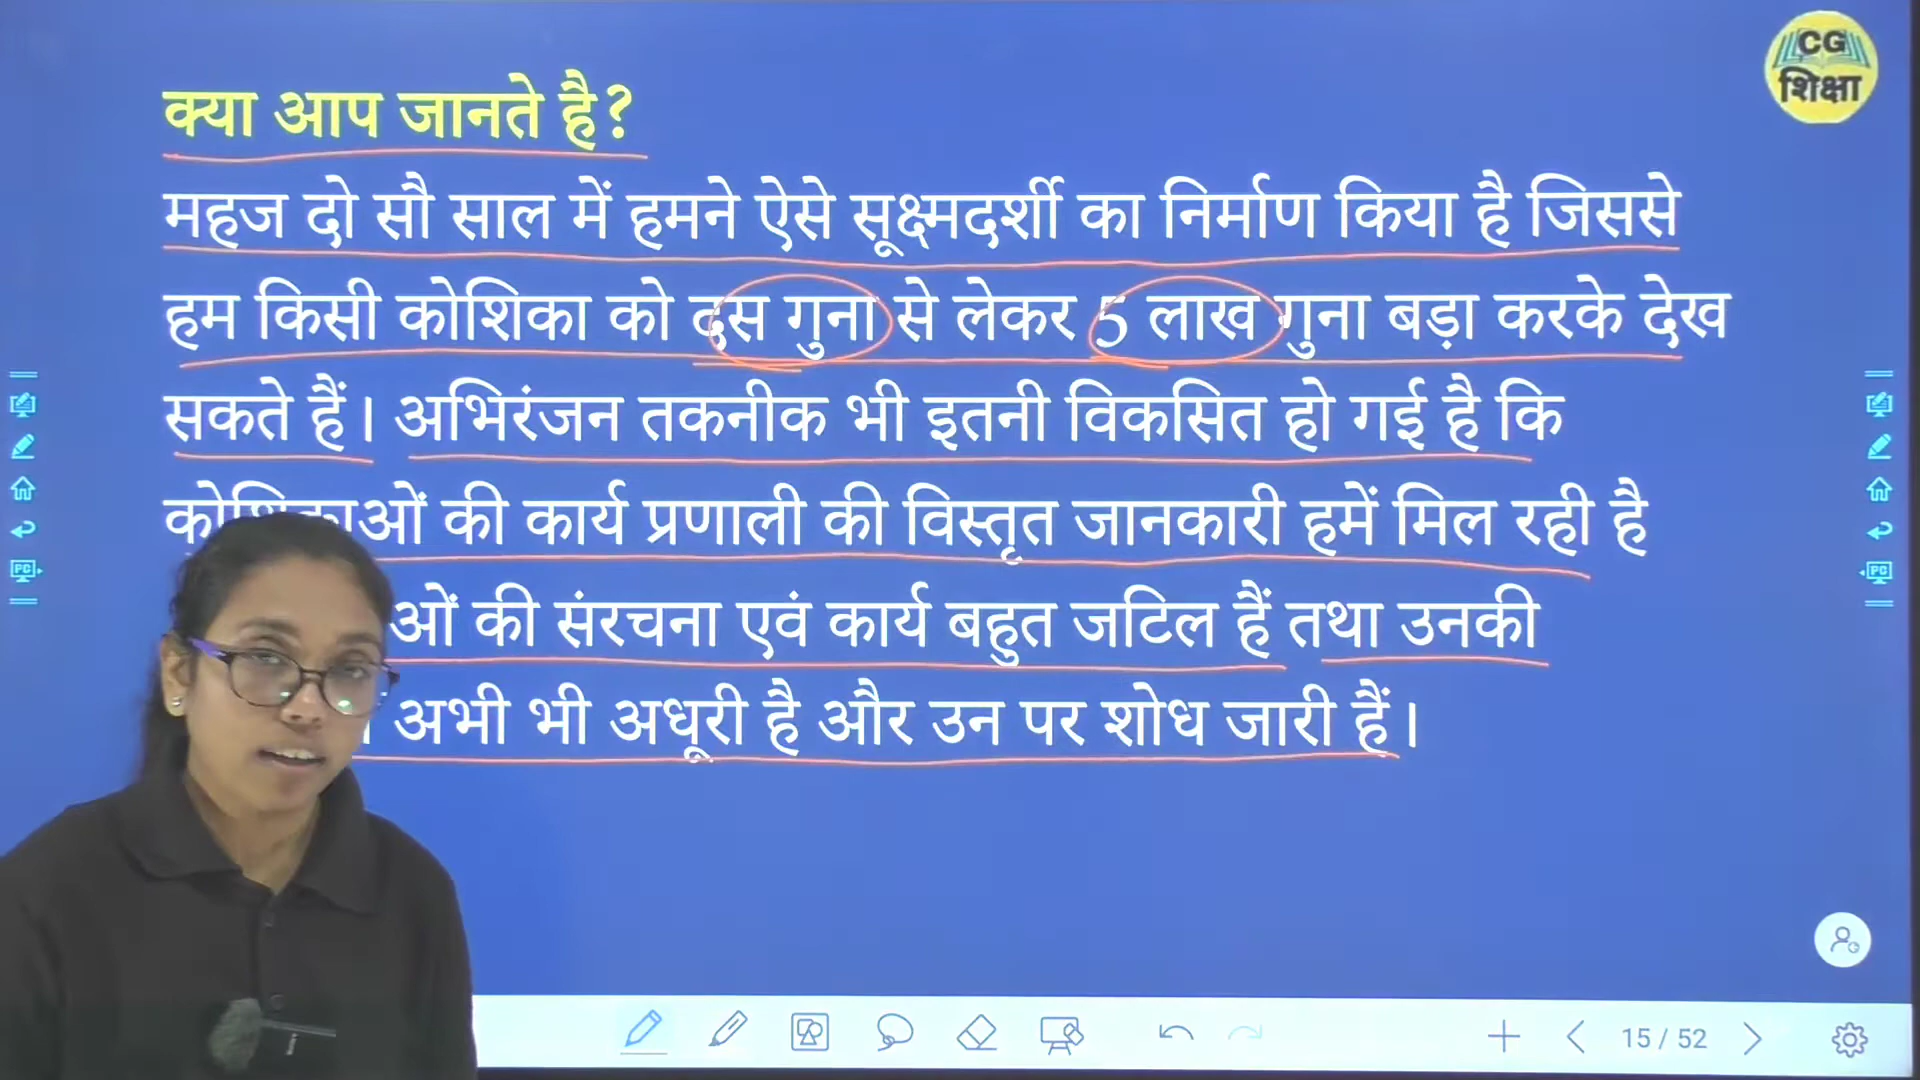 CG
शिक्षा
क्या आप जानते है?
महज दो सौ साल में हमने ऐसे सूक्ष्मदर्शी का निर्माण किया है जिससे
हम किसी कोशिका को दस गुना से लेकर 5 लाख गुना बड़ा करके देख
सकते हैं। अभिरंजन तकनीक भी इतनी विकसित हो गई है कि
कोशिकाओं की कार्य प्रणाली की विस्तृत जानकारी हमें मिल रही है
ओं की संरचना एवं कार्य बहुत जटिल हैं तथा उनकी
अभी भी अधूरी है और उन पर शोध जारी हैं।
PC
PC
15 / 52